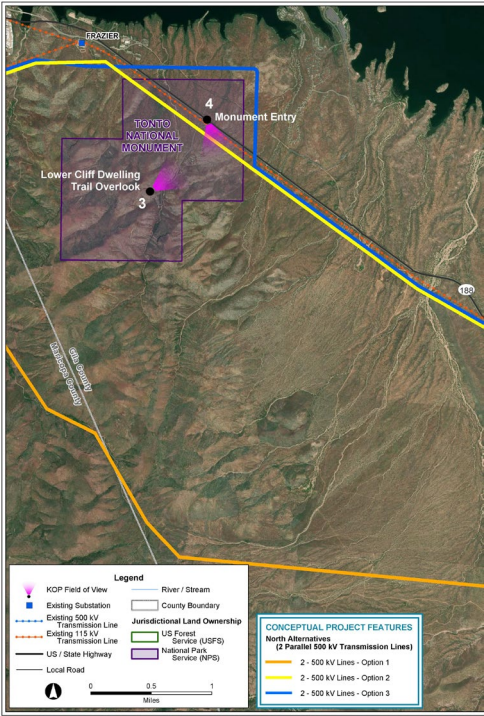 FRAZIER
4
Monument Entry
TONTO
NATIONAL
MONUMENT
Lower Cliff Dwelling
Trail Overlook
3
188
Gila County
Maricopa County
Legend
KOP Field of View
Existing Substation
Existing 500 kV
Transmission Line
Existing 115 kV
Transmission Line
US / State Highway
Local Road
River / Stream
County Boundary
Jurisdictional Land Ownership
US Forest
Service (USFS)
National Park
Service (NPS)
0 0.5 1
Miles
CONCEPTUAL PROJECT FEATURES
North Alternatives
(2 Parallel 500 kV Transmission Lines)
2 - 500 kV Lines - Option 1
2 - 500 kV Lines - Option 2
2 - 500 kV Lines - Option 3